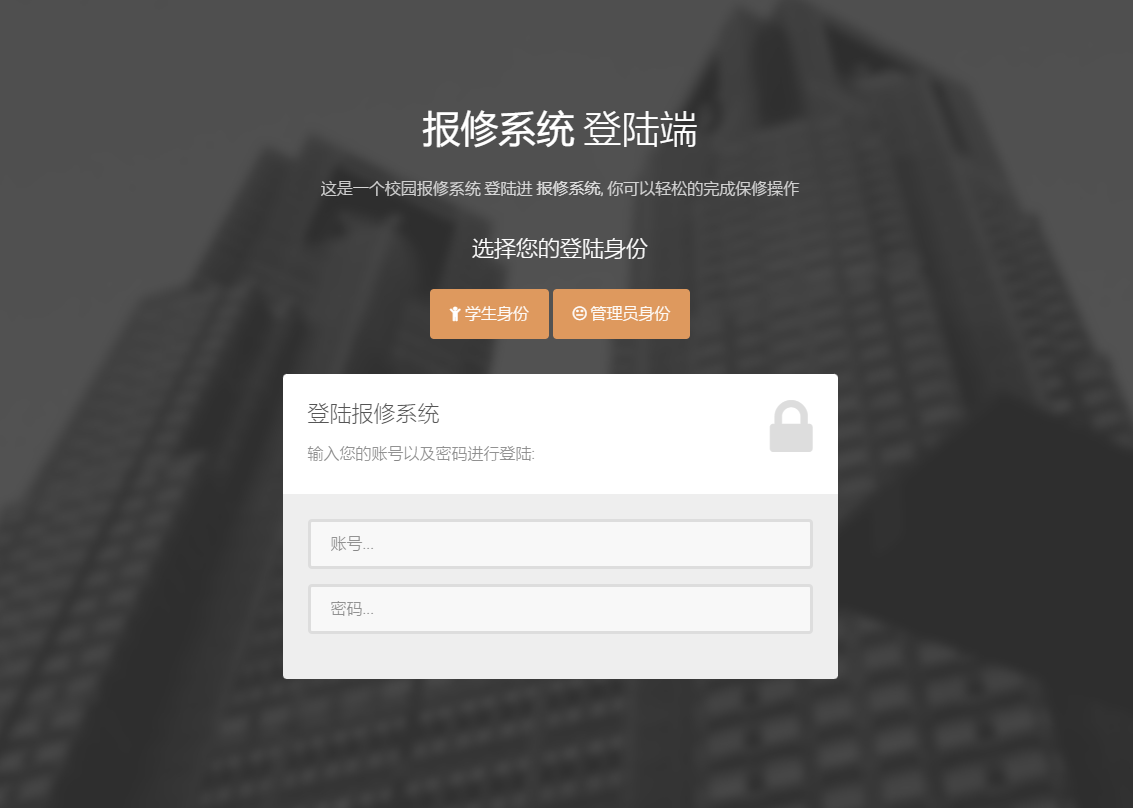 报修系统 登陆端
这是一个校园报修系统 登陆进 报修系统, 你可以轻松的完成保修操作
选择您的登陆身份
学生身份 管理员身份
登陆报修系统
输入您的账号以及密码进行登陆:
账号...
密码...